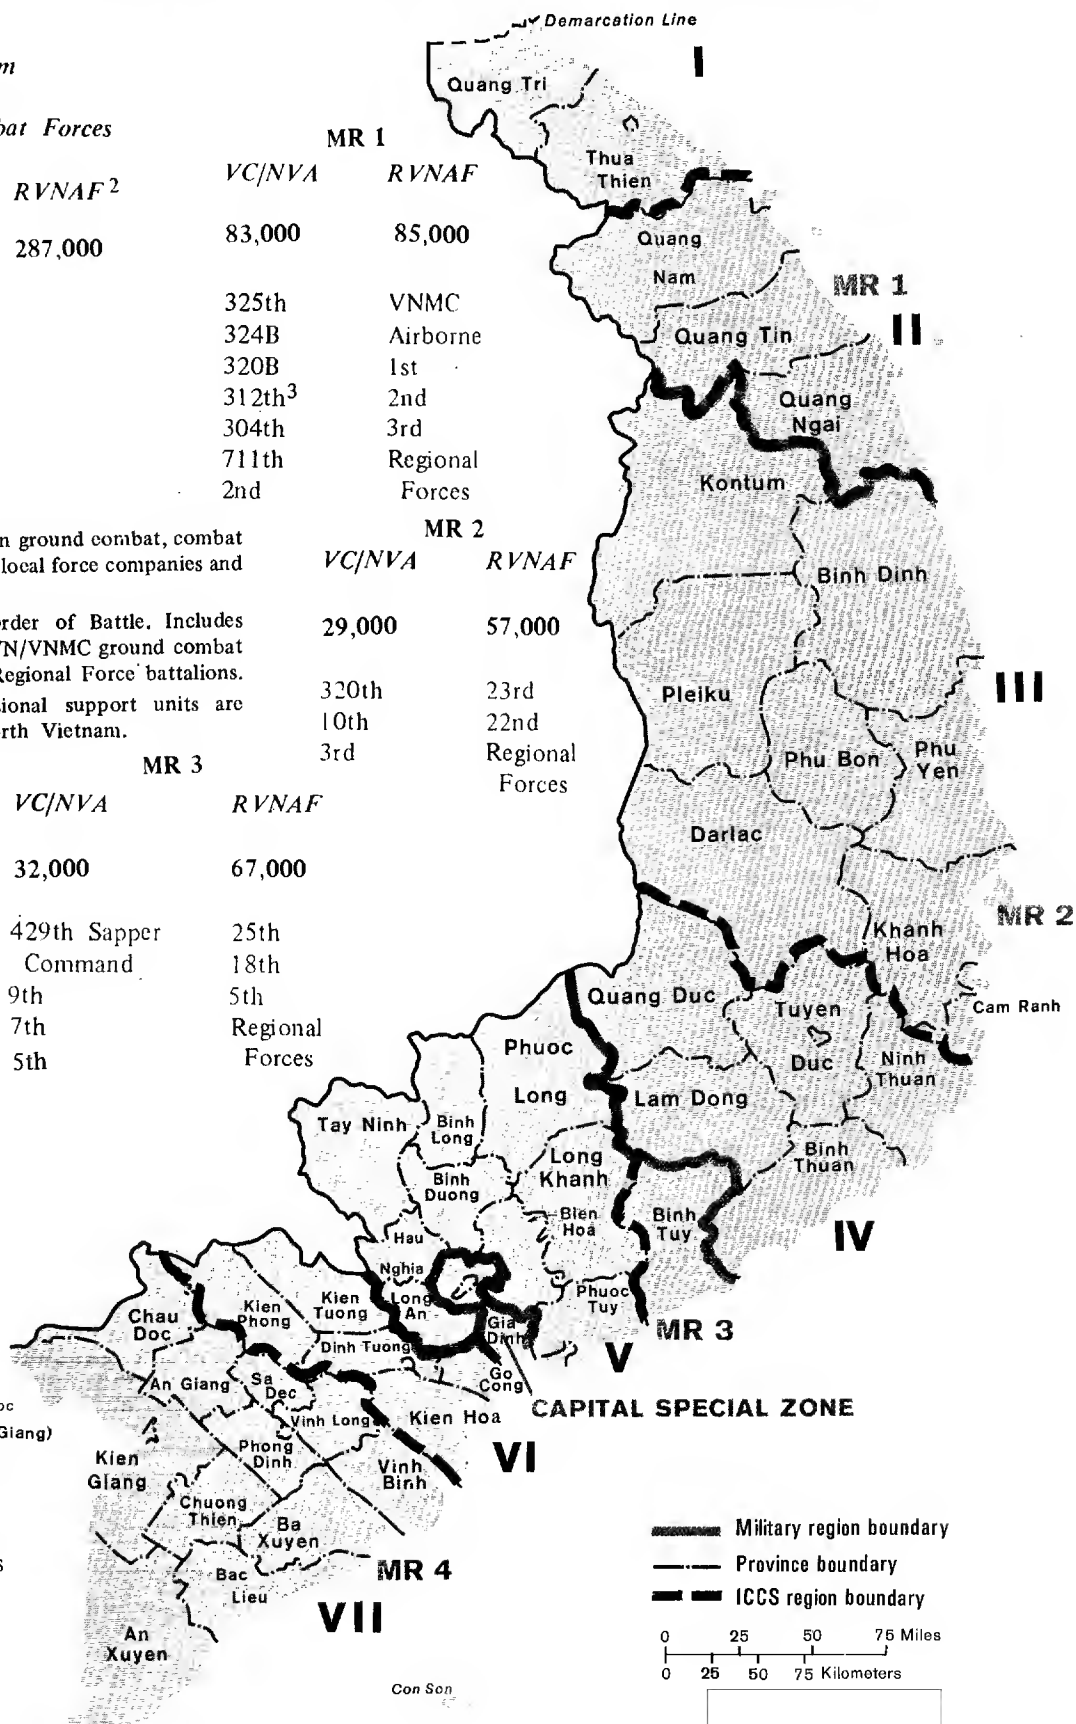 Demarcation Line
I
Quang Tri
Thua
Thien
bat Forces
RVNAF²
287,000
MR 1
VC/NVA RVNAF
83,000 85,000
325th VNMC
324B Airborne
320B 1st
312th³ 2nd
304th 3rd
711th Regional
2nd Forces
Quang
Nam
MR 1
II
Quang Tin
Quang
Ngai
Kontum
Binh Dinh
n ground combat, combat
local force companies and
rder of Battle. Includes
VN/VNMC ground combat
Regional Force battalions.
sional support units are
rth Vietnam.
MR 2
VC/NVA RVNAF
29,000 57,000
320th 23rd
10th 22nd
3rd Regional
Forces
Pleiku
III
Phu Bon
Phu
Yen
Darlac
MR 2
Khanh
Hoa
Cam Ranh
MR 3
VC/NVA RVNAF
32,000 67,000
429th Sapper 25th
Command 18th
9th 5th
7th Regional
5th Forces
Quang Duc
Tuyen
Duc
Ninh
Thuan
Phuoc
Long
Lam Dong
Tay Ninh
Binh
Long
Binh
Duong
Long
Khanh
Bien
Hoa
Binh
Thuan
Binh
Tuy
IV
Hau
Nghia
Long
An
Gia
Dinh
Phuoc
Tuy
MR 3
V
Chau
Doc
Kien
Phong
Kien
Tuong
Dinh Tuong
Go
Cong
CAPITAL SPECIAL ZONE
An Giang
Sa
Dec
Vinh Long
Kien Hoa
VI
oc
Giang)
Kien
Giang
Phong
Dinh
Vinh
Binh
Chuong
Thien
Ba
Xuyen
Bac
Lieu
MR 4
VII
s
An
Xuyen
Con Son
Military region boundary
Province boundary
ICCS region boundary
0 25 50 75 Miles
0 25 50 75 Kilometers